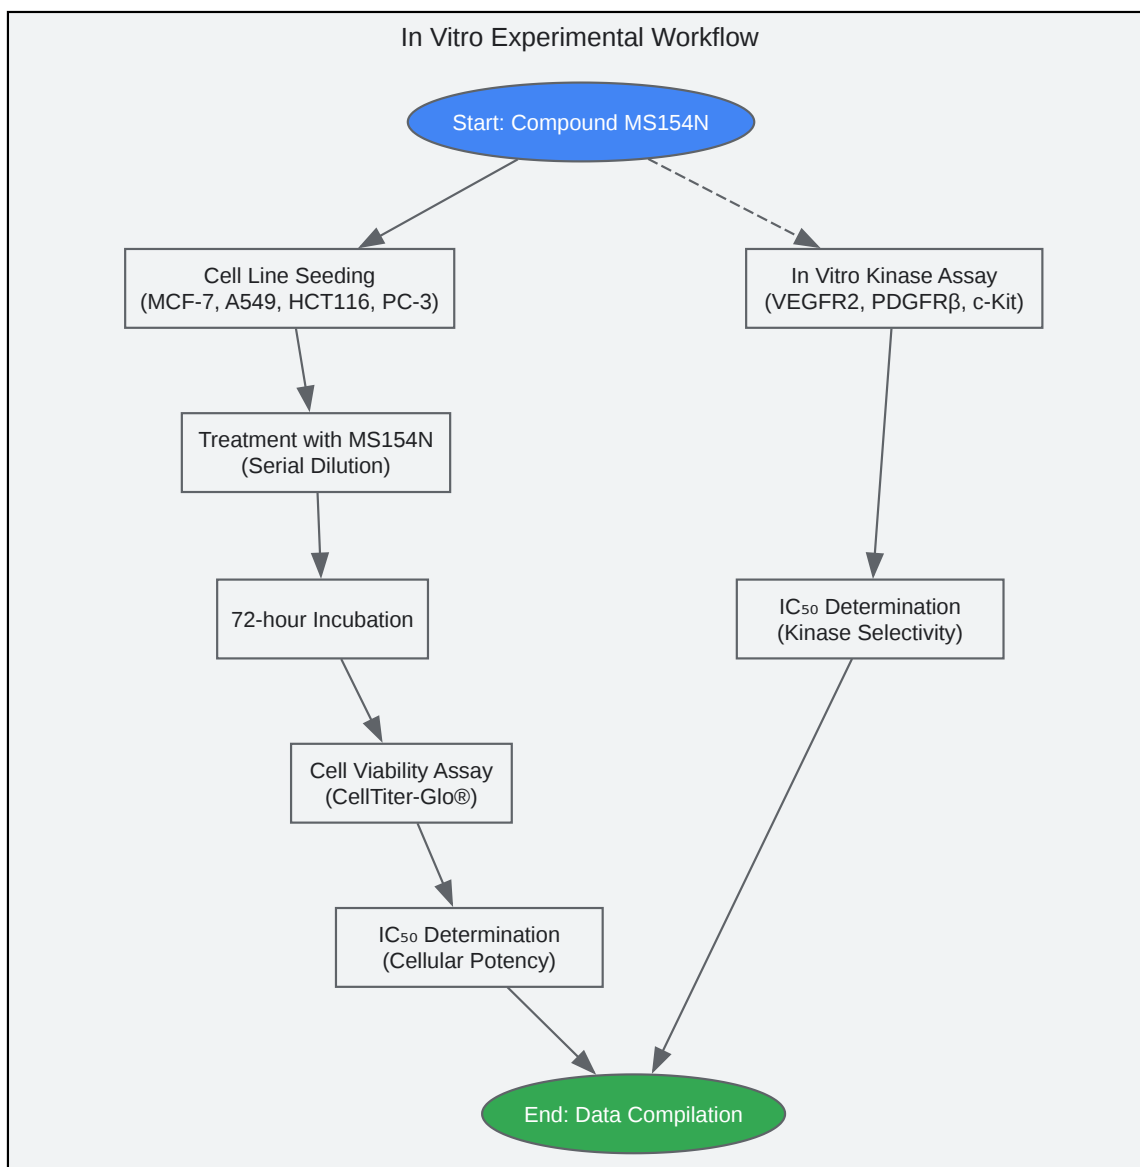 In Vitro Experimental Workflow
Start: Compound MS154N
Cell Line Seeding
(MCF-7, A549, HCT116, PC-3)
In Vitro Kinase Assay
(VEGFR2, PDGFRβ, c-Kit)
Treatment with MS154N
(Serial Dilution)
72-hour Incubation
IC₅₀ Determination
(Kinase Selectivity)
Cell Viability Assay
(CellTiter-Glo®)
IC₅₀ Determination
(Cellular Potency)
End: Data Compilation